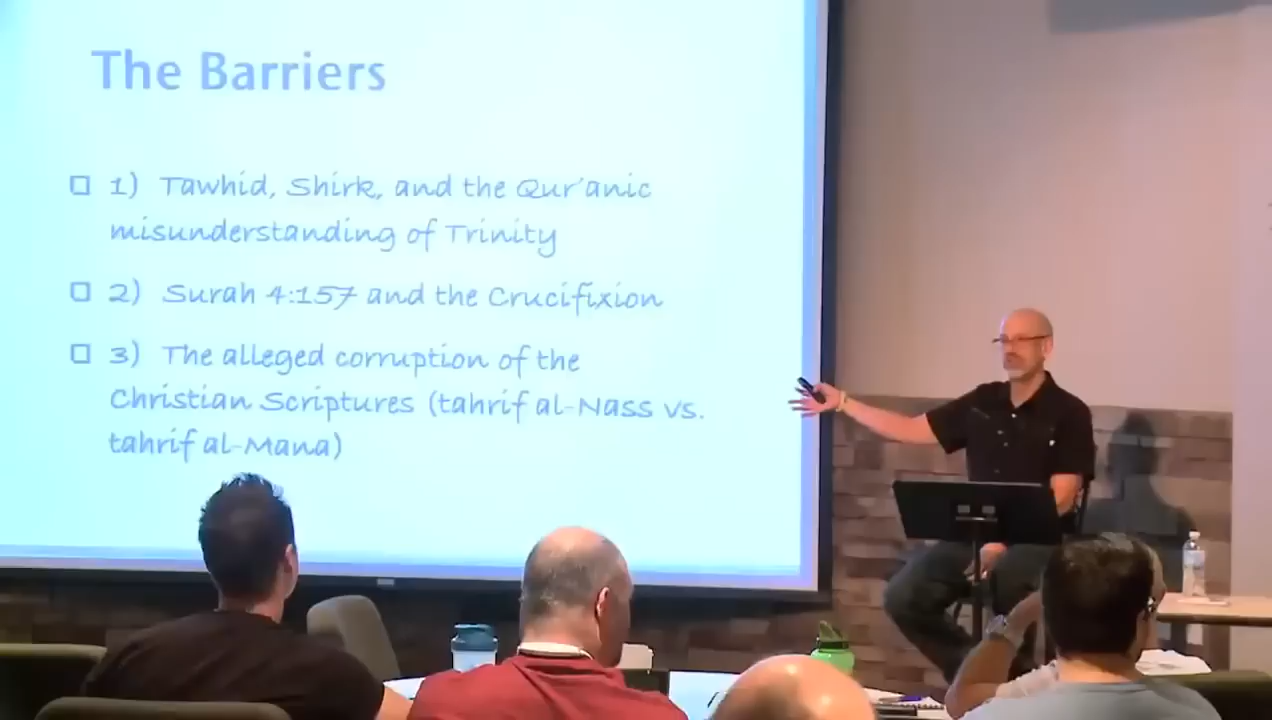 The Barriers
1) Tawhid, Shirk, and the Qur'anic
misunderstanding of Trinity
2) Surah 4:157 and the Crucifixion
3) The alleged corruption of the
Christian Scriptures (tahrif al-Nass vs.
tahrif al-Mana)